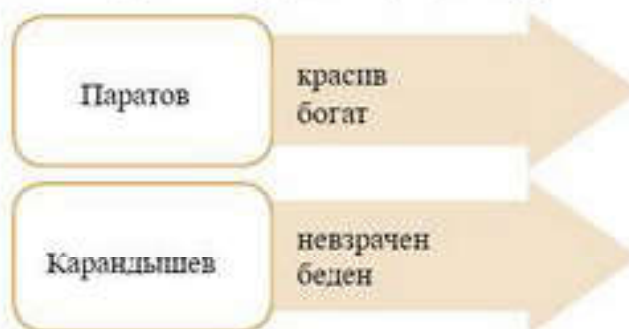 Паратов
красив
богат
Карандышев
невзрачен
беден